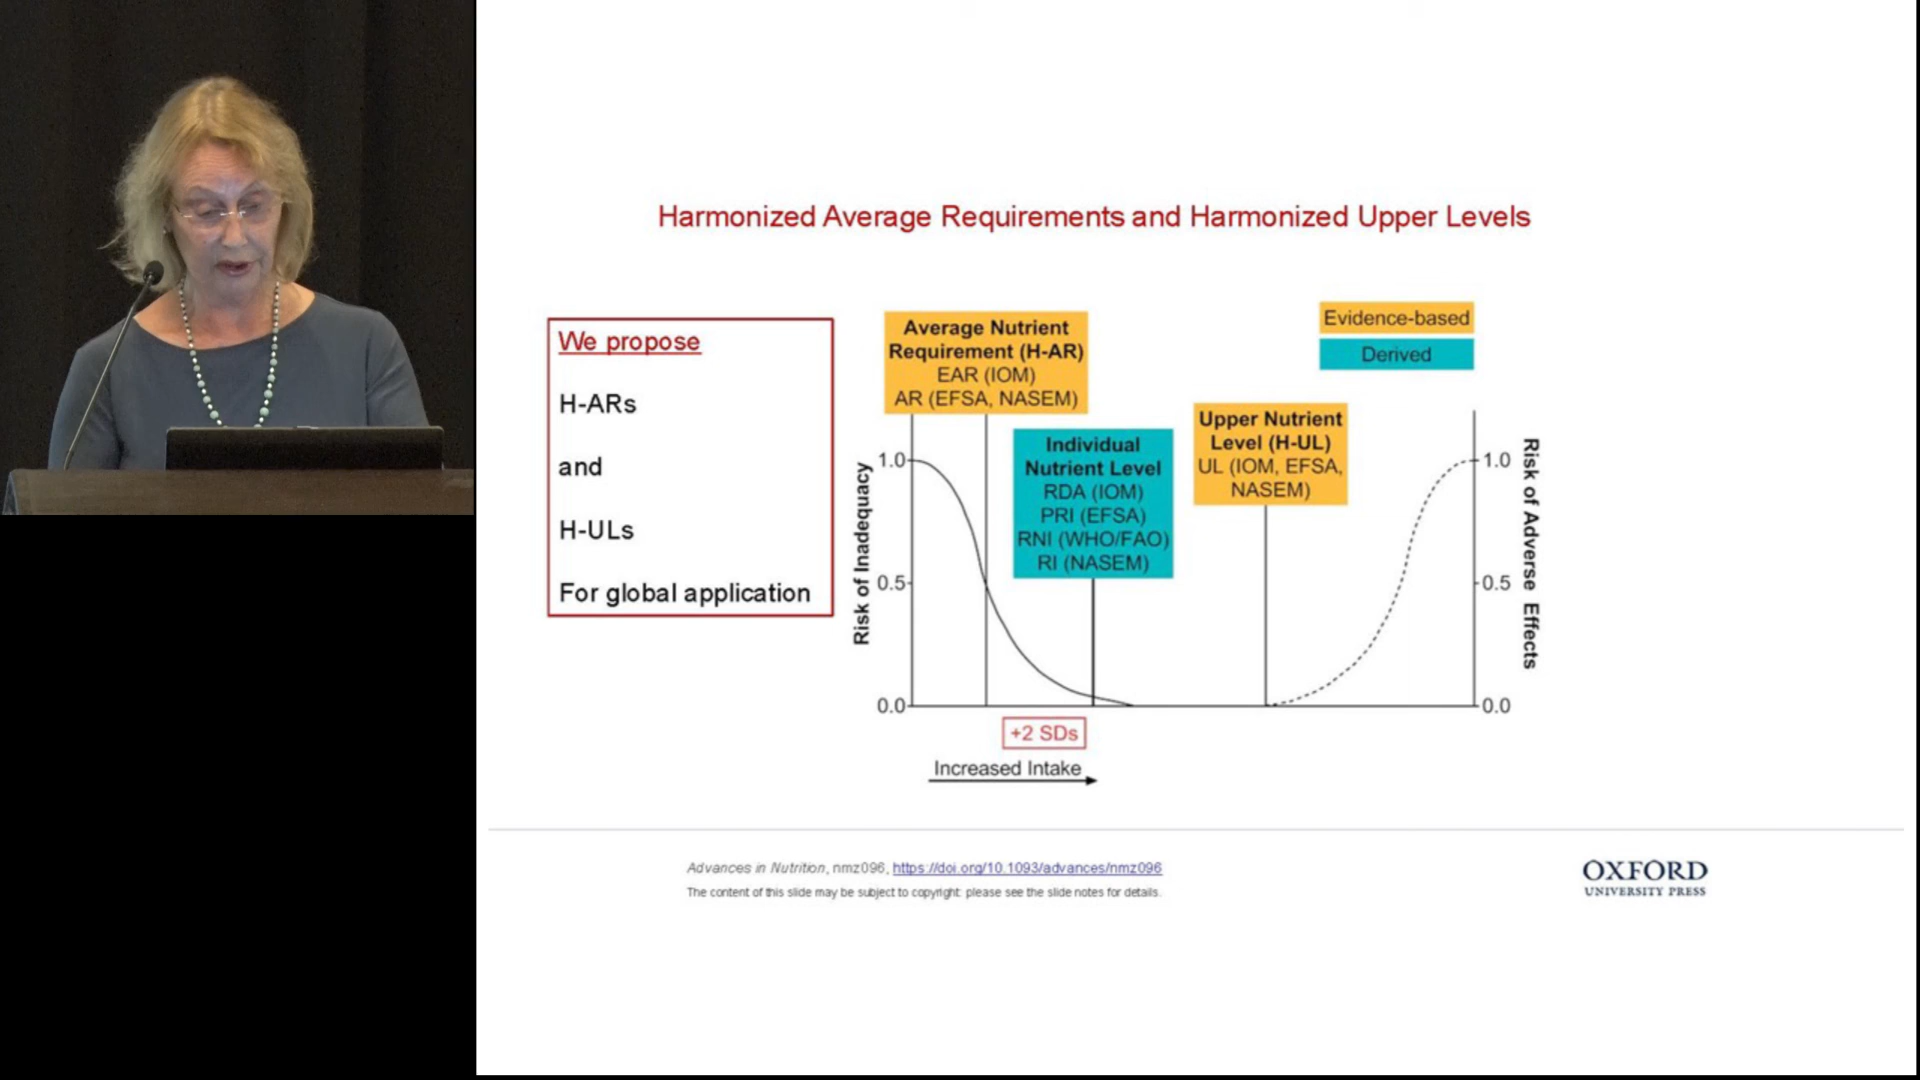 Harmonized Average Requirements and Harmonized Upper Levels
We propose
H-ARs
and
H-ULs
For global application
Average Nutrient
Requirement (H-AR)
EAR (IOM)
AR (EFSA, NASEM)
Individual
Nutrient Level
RDA (IOM)
PRI (EFSA)
RNI (WHO/FAO)
RI (NASEM)
Upper Nutrient
Level (H-UL)
UL (IOM, EFSA,
NASEM)
Evidence-based
Derived
Risk of Inadequacy
1.0
0.5
0.0
1.0
0.5
0.0
Risk of Adverse Effects
+2 SDs
Increased Intake
Advances in Nutrition, nmz096, https://doi.org/10.1093/advances/nmz096
The content of this slide may be subject to copyright: please see the slide notes for details.
OXFORD
UNIVERSITY PRESS